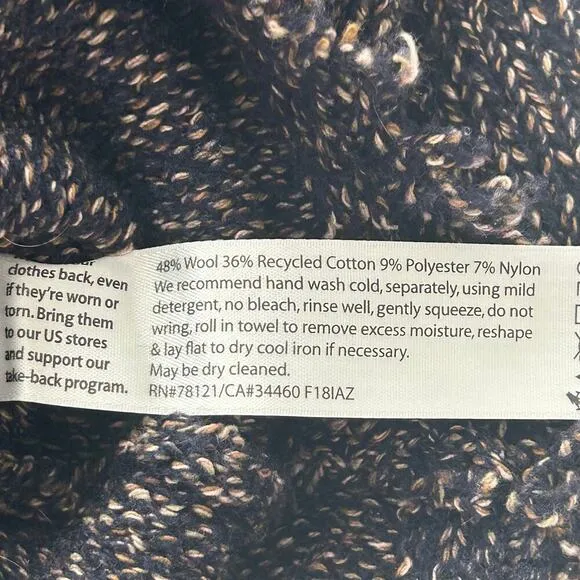 clothes back, even
if they're worn or
torn. Bring them
to our US stores
and support our
take-back program.
48% Wool 36% Recycled Cotton 9% Polyester 7% Nylon
We recommend hand wash cold, separately, using mild
detergent, no bleach, rinse well, gently squeeze, do not
wring, roll in towel to remove excess moisture, reshape
& lay flat to dry cool iron if necessary.
May be dry cleaned.
RN#78121/CA#34460 F18IAZ